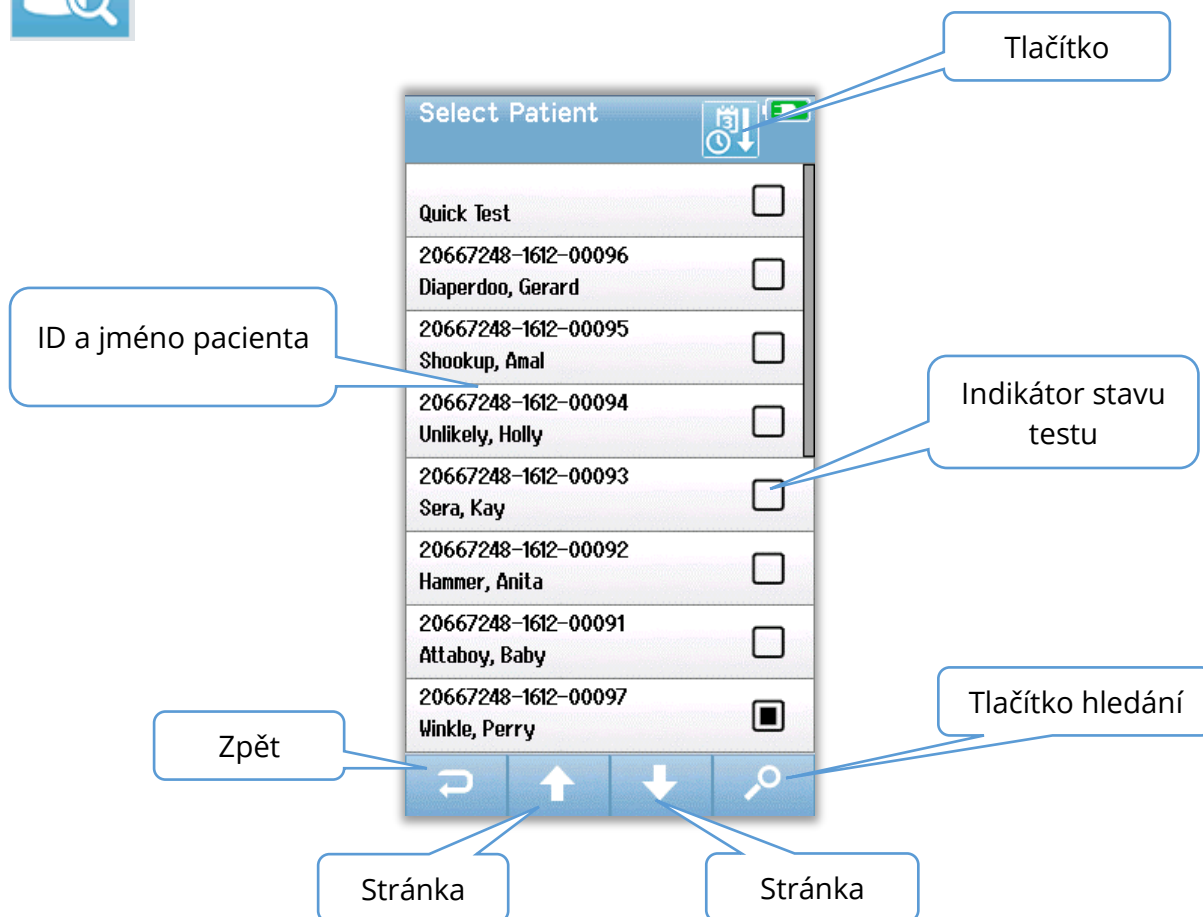 Tlačítko
Select Patient
3
Quick Test
20667248-1612-00096
Diaperdoo, Gerard
ID a jméno pacienta
20667248-1612-00095
Shookup, Amal
20667248-1612-00094
Unlikely, Holly
Indikátor stavu
testu
20667248-1612-00093
Sera, Kay
20667248-1612-00092
Hammer, Anita
20667248-1612-00091
Attaboy, Baby
20667248-1612-00097
Winkle, Perry
Tlačítko hledání
Zpět
Stránka
Stránka